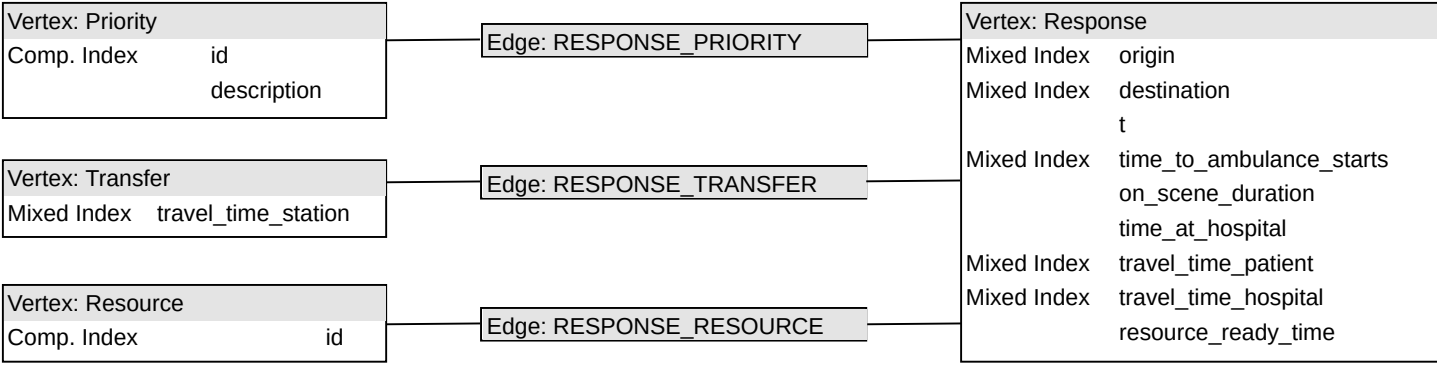 Vertex: Priority
Comp. Index id
description
Edge: RESPONSE_PRIORITY
Vertex: Transfer
Mixed Index travel_time_station
Edge: RESPONSE_TRANSFER
Vertex: Resource
Comp. Index id
Edge: RESPONSE_RESOURCE
Vertex: Response
Mixed Index origin
Mixed Index destination
t
Mixed Index time_to_ambulance_starts
on_scene_duration
time_at_hospital
Mixed Index travel_time_patient
Mixed Index travel_time_hospital
resource_ready_time